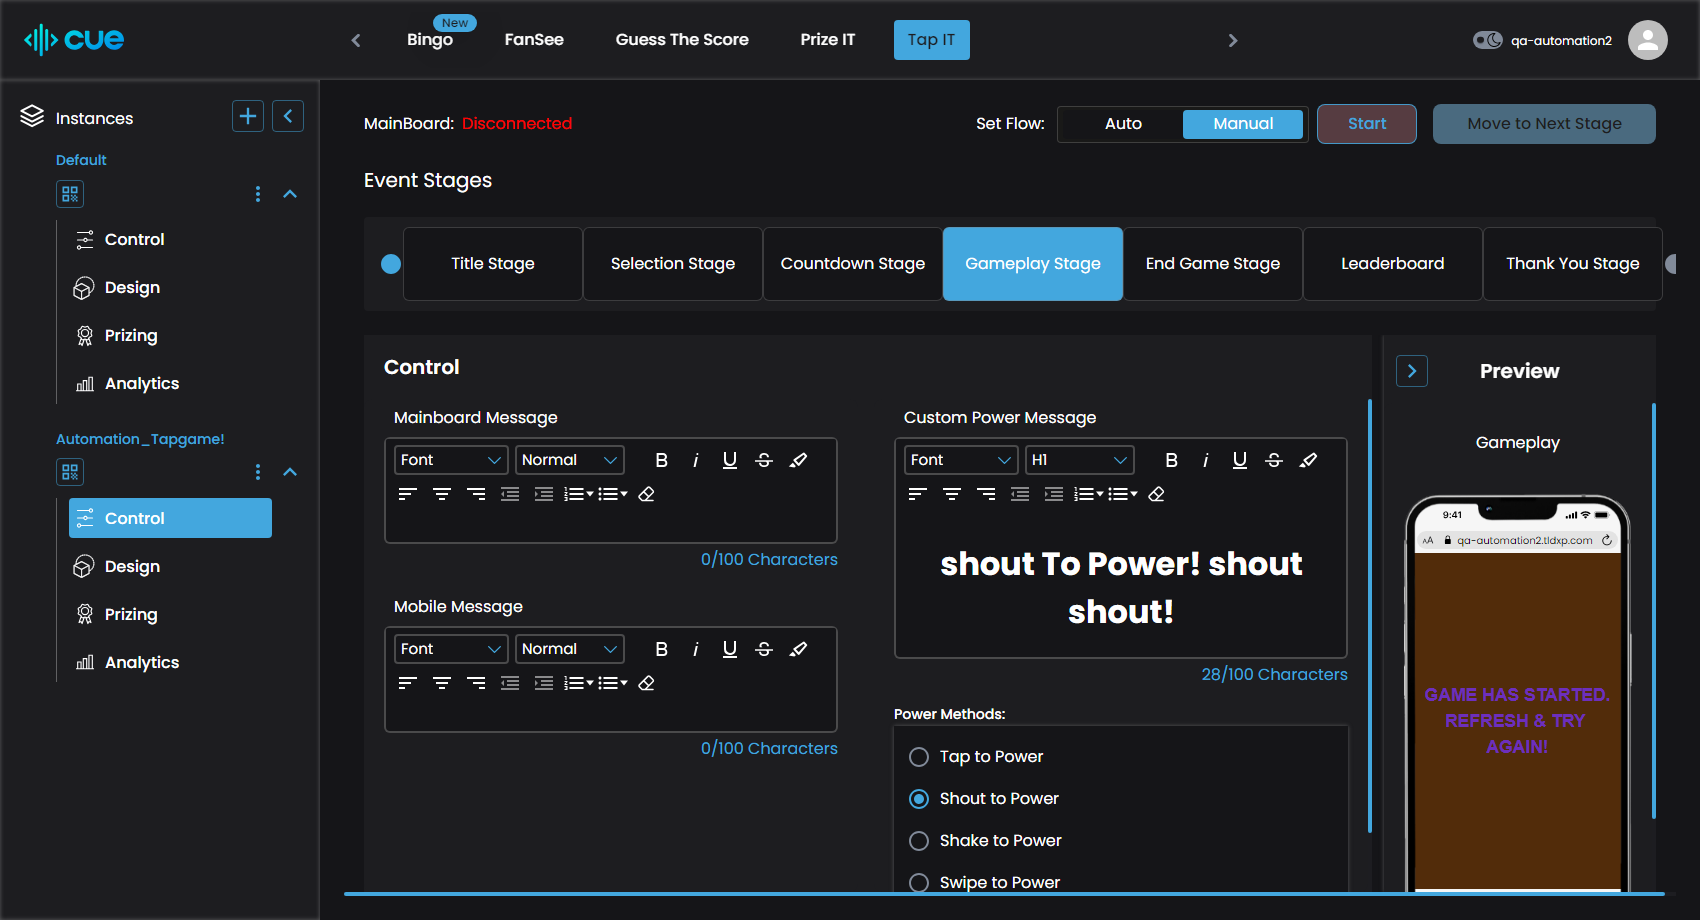 cue
New
Bingo
FanSee
Guess The Score
Prize IT
Tap IT
qa-automation2
Instances
Default
Control
Design
Prizing
Analytics
Automation_Tapgame!
Control
Design
Prizing
Analytics
MainBoard: Disconnected
Set Flow:
Auto
Manual
Start
Move to Next Stage
Event Stages
Title Stage
Selection Stage
Countdown Stage
Gameplay Stage
End Game Stage
Leaderboard
Thank You Stage
Control
Mainboard Message
Font
Normal
B
i
U
S
0/100 Characters
Mobile Message
Font
Normal
B
i
U
S
0/100 Characters
Custom Power Message
Font
H1
B
i
U
S
shout To Power! shout
shout!
28/100 Characters
Power Methods:
Tap to Power
Shout to Power
Shake to Power
Swipe to Power
Preview
Gameplay
9:41
AA
qa-automation2.tldxp.com
GAME HAS STARTED.
REFRESH & TRY
AGAIN!